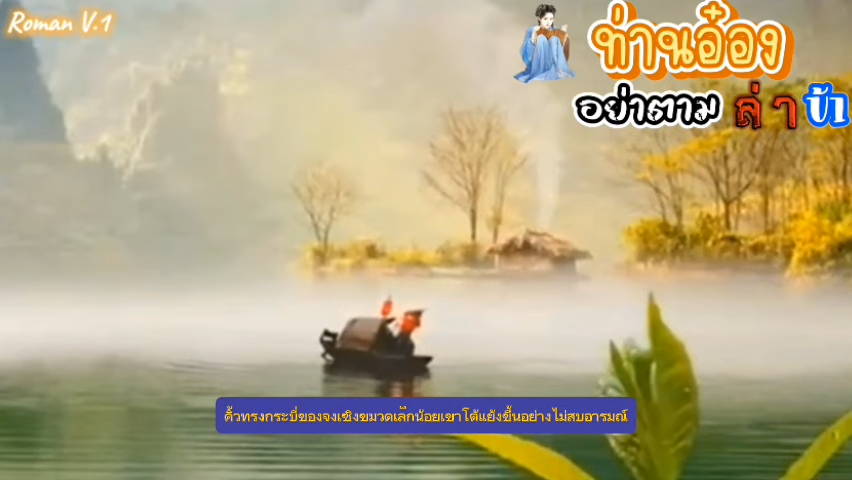 Roman V.1
ท่านอ๋อง
อย่าตาม ล่า ข้า
คิ้วทรงกระบี่ของจงเชิงขมวดเล็กน้อยเขาโต้แย้งขึ้นอย่างไม่สบอารมณ์